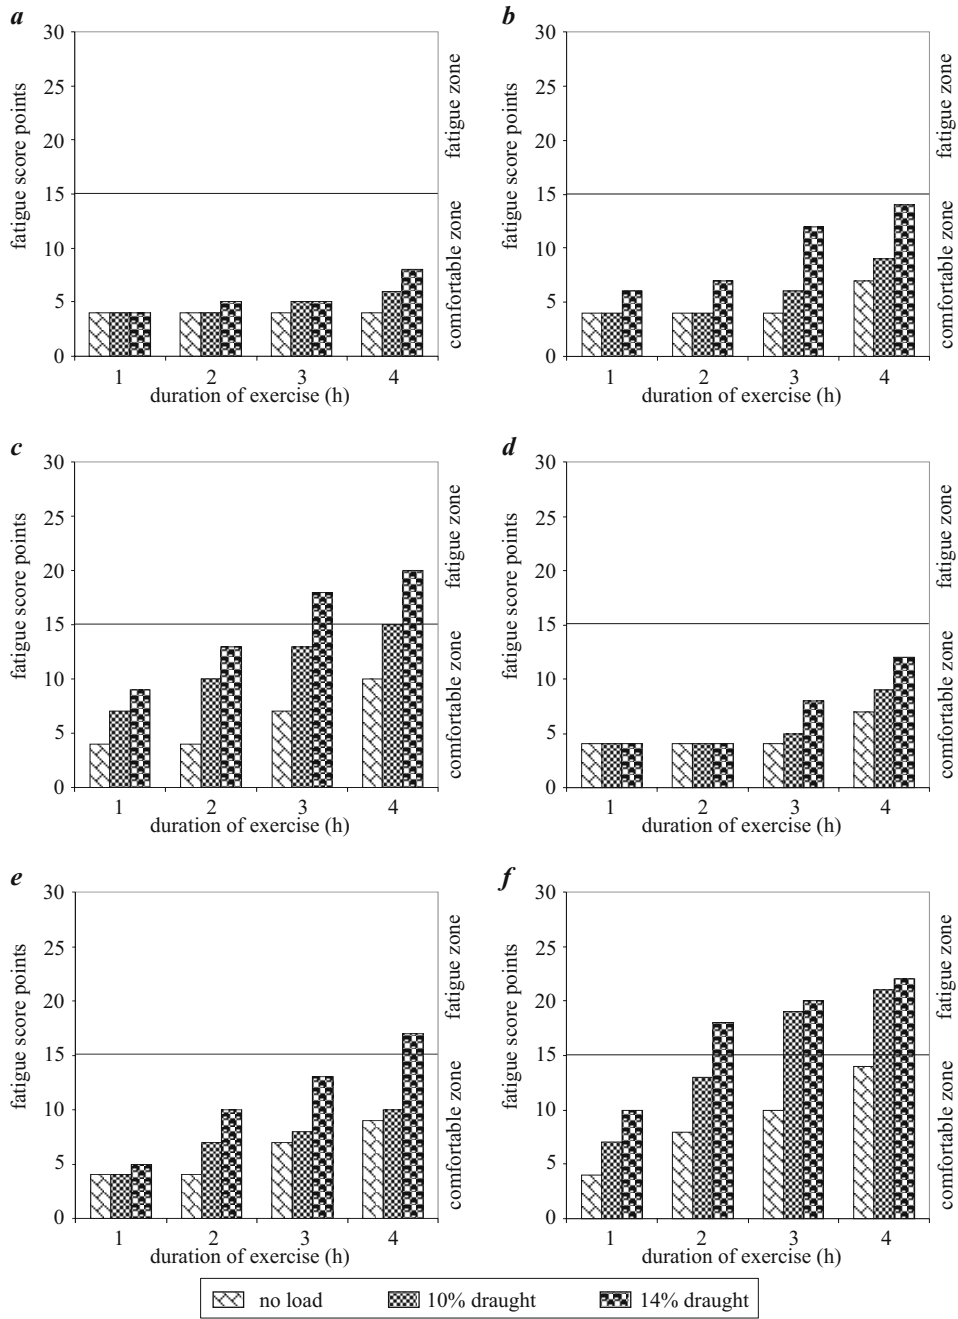 a
30
25
20
15
10
5
0
fatigue score points
fatigue zone
comfortable zone
1 2 3 4
duration of exercise (h)
b
30
25
20
15
10
5
0
fatigue score points
fatigue zone
comfortable zone
1 2 3 4
duration of exercise (h)
c
30
25
20
15
10
5
0
fatigue score points
fatigue zone
comfortable zone
1 2 3 4
duration of exercise (h)
d
30
25
20
15
10
5
0
fatigue score points
fatigue zone
comfortable zone
1 2 3 4
duration of exercise (h)
e
30
25
20
15
10
5
0
fatigue score points
fatigue zone
comfortable zone
1 2 3 4
duration of exercise (h)
f
30
25
20
15
10
5
0
fatigue score points
fatigue zone
comfortable zone
1 2 3 4
duration of exercise (h)
no load 10% draught 14% draught